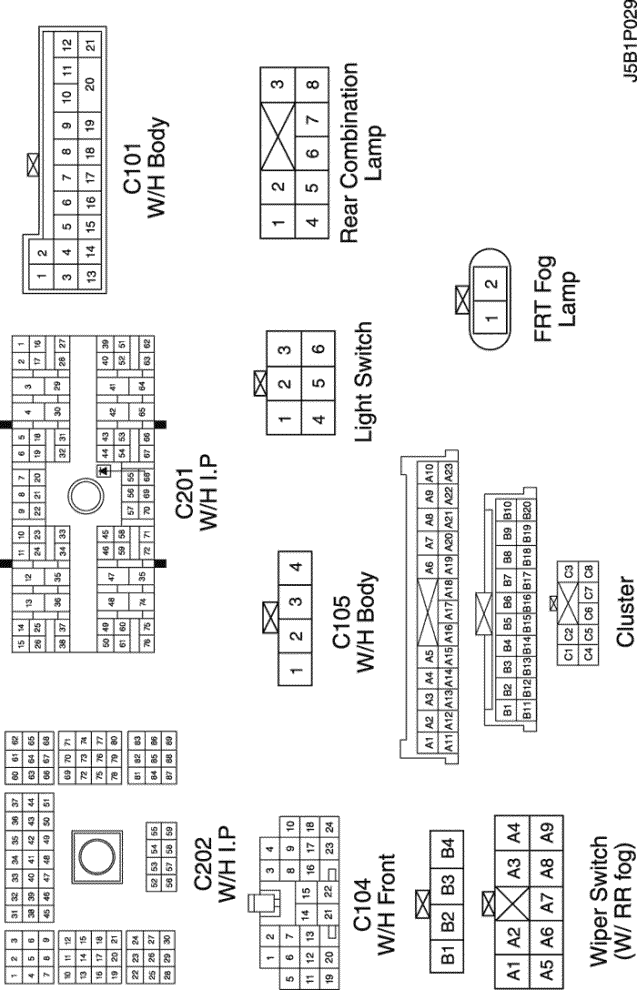 1 2 3
4 5 6
7 8 9
10 11 12
13 14 15
16 17 18
19 20 21
22 23 24
25 26 27
28 29 30
31 32 33 34 35 36 37
38 39 40 41 42 43 44
45 46 47 48 49 50 51
52 53 54 55
56 57 58 59
60 61 62
63 64 65
66 67 68
69 70 71
72 73 74
75 76 77
78 79 80
81 82 83
84 85 86
87 88 89
C202
W/H I.P
15 14 13 12 11 10 9 8 7 6 5 4 3 2 1
26 25 24 23 22 21 20 19 18 17 16
38 37 36 35 34 33 32 31 30 29 28 27
50 49 48 47 46 45 44 43 42 41 40 39
61 60 59 58 57 56 55 54 53 52 51
76 75 74 35 72 71 70 69 68 67 66 65 64 63 62
C201
W/H I.P
1 2
3 4 5 6 7 8 9 10 11 12
13 14 15 16 17 18 19 20 21
C101
W/H Body
1 2 3 4
5 6 7 8 9 10
11 12 13 14 15 16 17 18
19 20 21 22 23 24
C104
W/H Front
1 2 3 4
C105
W/H Body
1 2 3
4 5 6
Light Switch
1 2 3
4 5 6 7 8
Rear Combination
Lamp
B1 B2 B3 B4
A1 A2 A3 A4
A5 A6 A7 A8 A9
Wiper Switch
(W/ RR fog)
A1 A2 A3 A4 A5 A6 A7 A8 A9 A10
A11 A12 A13 A14 A15 A16 A17 A18 A19 A20 A21 A22 A23
B1 B2 B3 B4 B5 B6 B7 B8 B9 B10
B11 B12 B13 B14 B15 B16 B17 B18 B19 B20
C1 C2 C3
C4 C5 C6 C7 C8
Cluster
1 2
FRT Fog
Lamp
J5B1P029